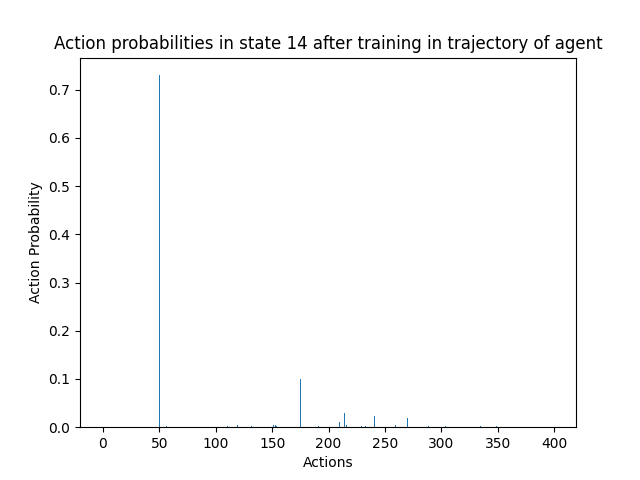 Action probabilities in state 14 after training in trajectory of agent
0.7
0.6
0.5
0.4
0.3
0.2
0.1
0.0
Action Probability
0 50 100 150 200 250 300 350 400
Actions